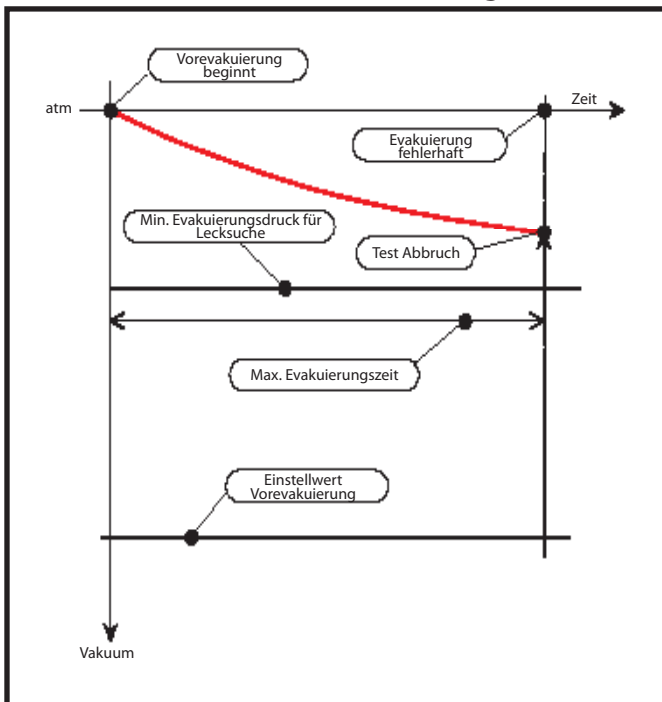 Vorevakuierung
beginnt
atm
Zeit
Evakuierung
fehlerhaft
Min. Evakuierungsdruck für
Lecksuche
Test Abbruch
Max. Evakuierungszeit
Einstellwert
Vorevakuierung
Vakuum